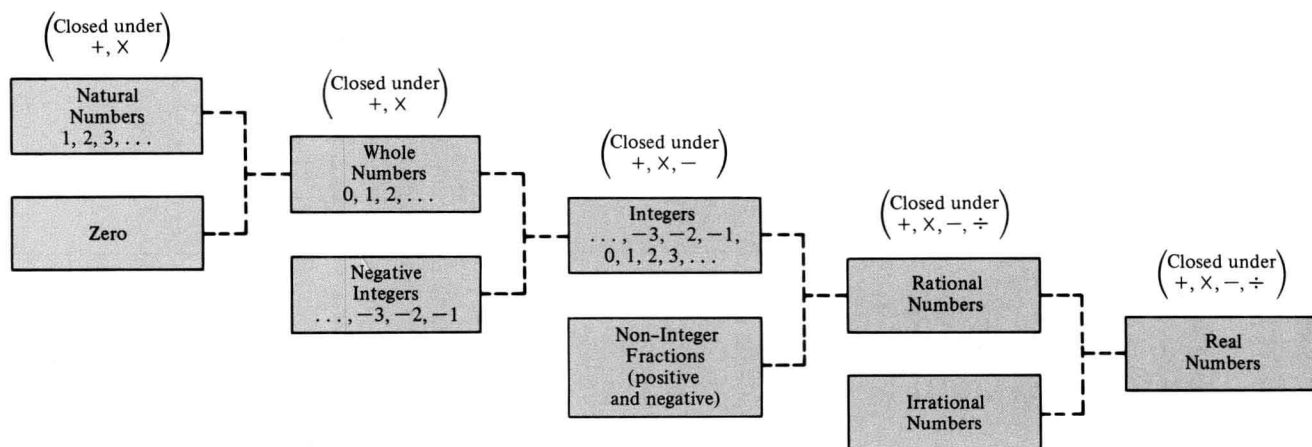 (Closed under
+, ×)
Natural
Numbers
1, 2, 3, . . .
Zero
(Closed under
+, ×)
Whole
Numbers
0, 1, 2, . . .
Negative
Integers
. . . , −3, −2, −1
(Closed under
+, ×, −)
Integers
. . . , −3, −2, −1,
0, 1, 2, 3, . . .
Non–Integer
Fractions
(positive
and negative)
(Closed under
+, ×, −, ÷)
Rational
Numbers
Irrational
Numbers
(Closed under
+, ×, −, ÷)
Real
Numbers